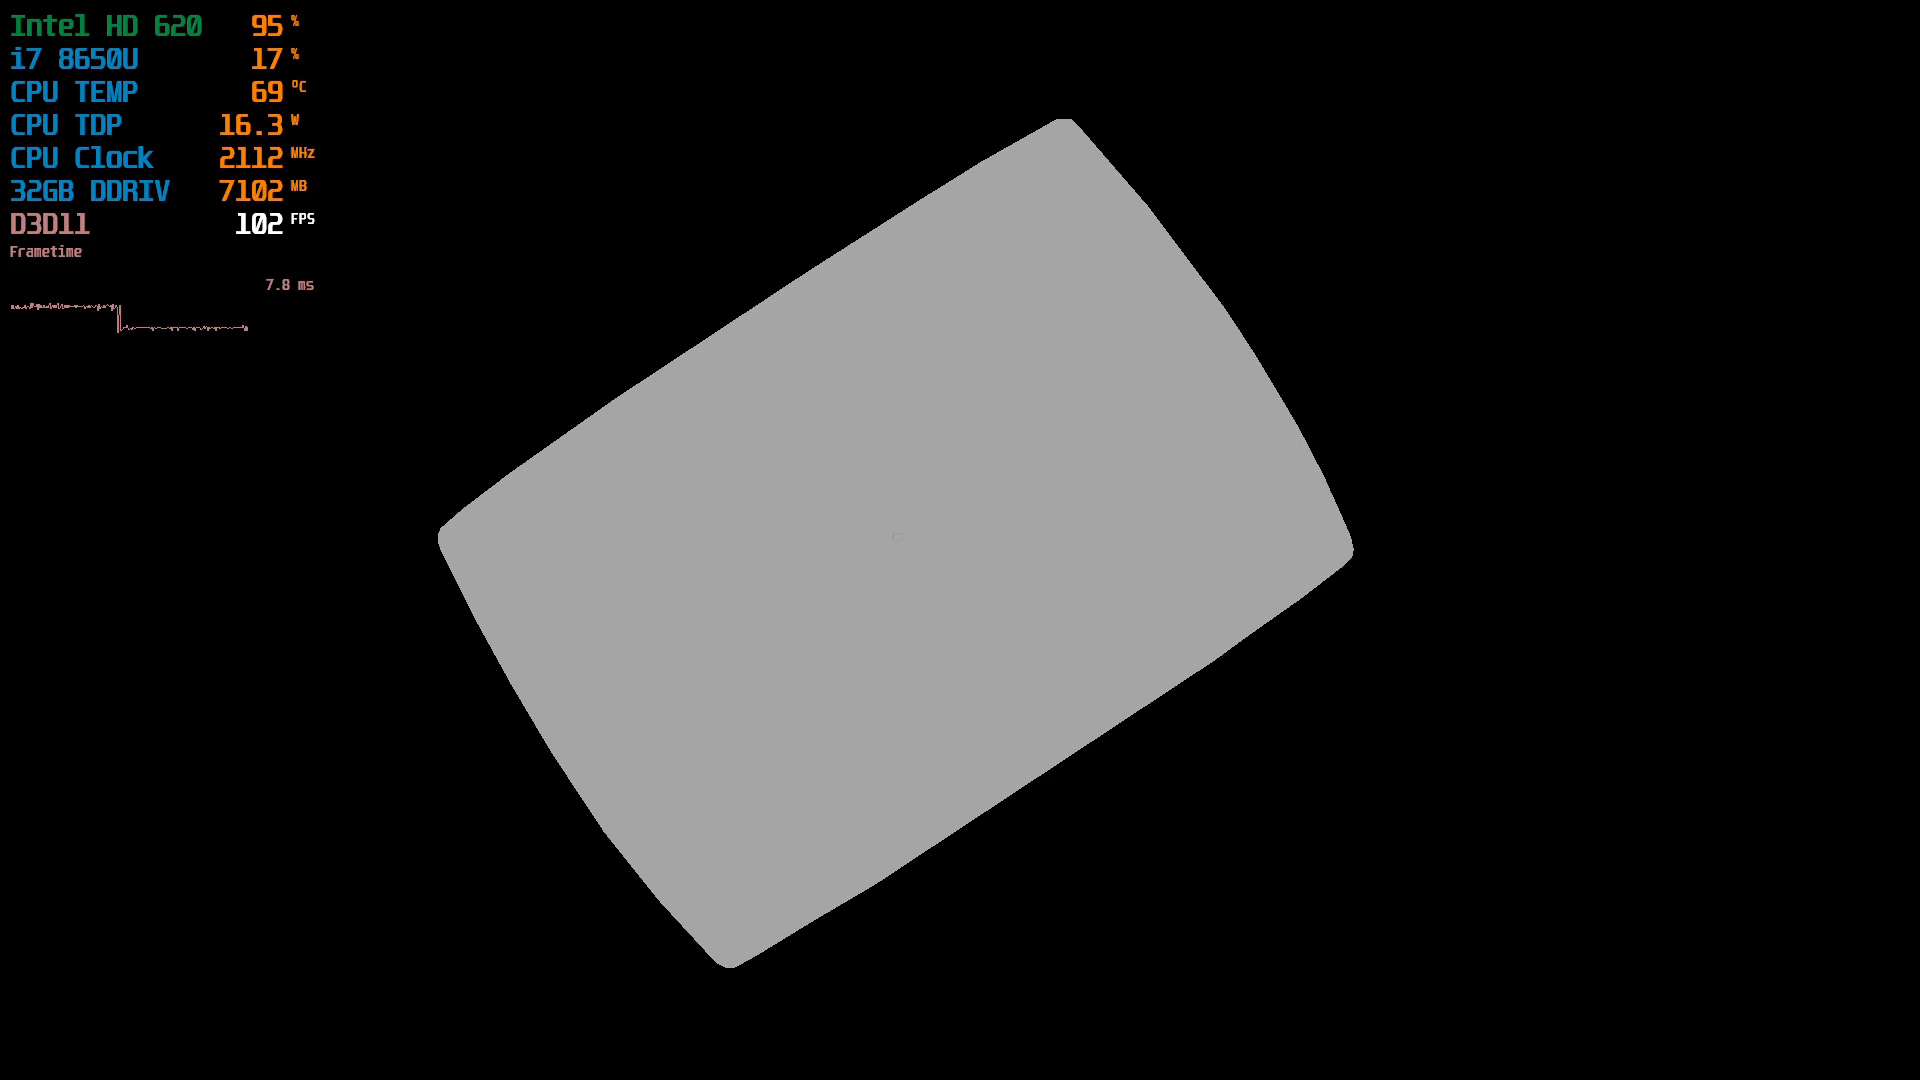 Intel HD 620 95 %
i7 8650U 17 %
CPU TEMP 69 °C
CPU TDP 16.3 W
CPU Clock 2112 MHz
32GB DDRIV 7102 MB
D3D11 102 FPS
Frametime
7.8 ms